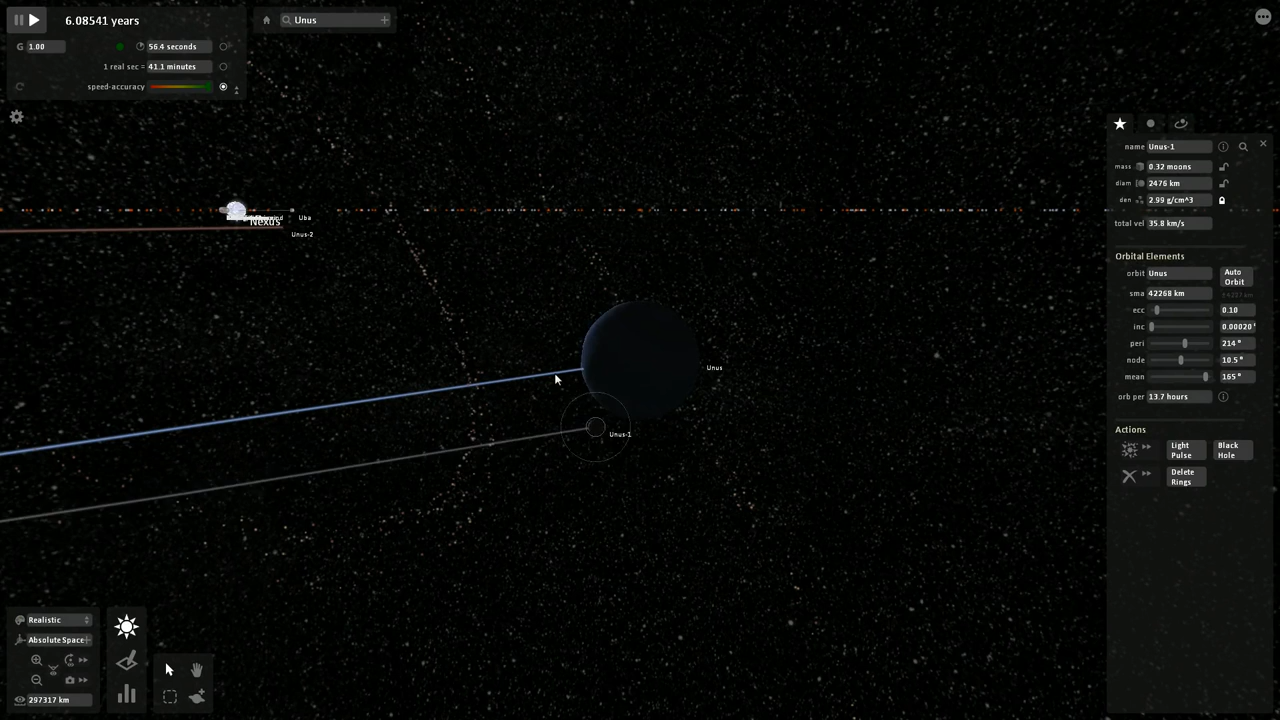 6.08541 years
Unus
G 1.00
56.4 seconds
1 real sec = 41.1 minutes
speed-accuracy
Nexus
Uba
Unus-2
Unus
Unus-1
name Unus-1
mass 0.32 moons
diam 2476 km
den 2.99 g/cm^3
total vel 35.8 km/s
Orbital Elements
orbit Unus
Auto Orbit
sma 42268 km
ecc 0.10
inc 0.00020°
peri 214°
node 10.5°
mean 165°
orb per 13.7 hours
Actions
Light Pulse
Black Hole
Delete Rings
Realistic
Absolute Space
297317 km